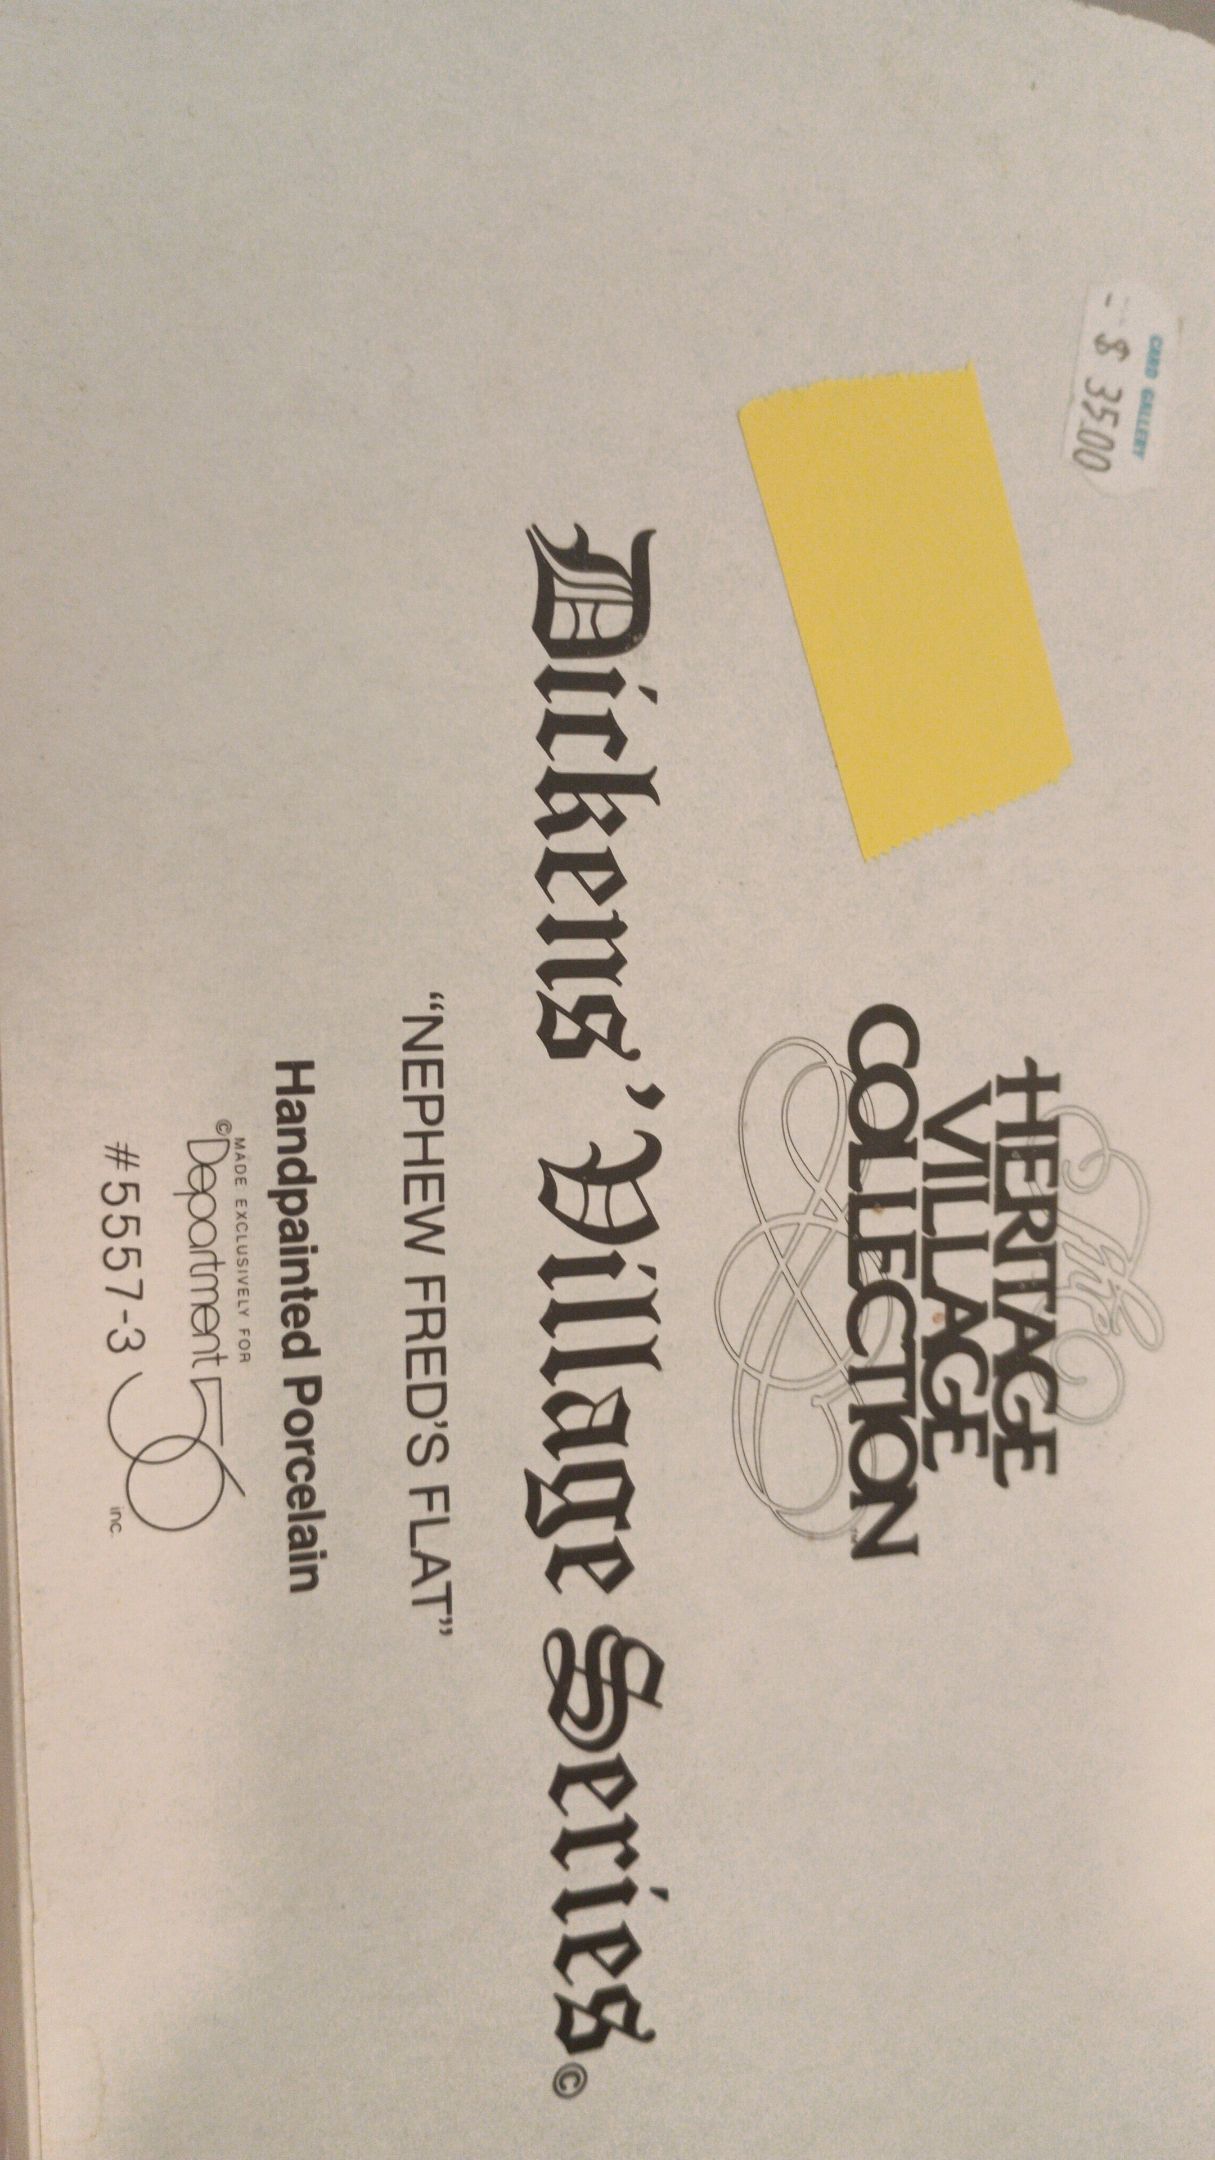 CARD GALLERY
$ 35.00
The
HERITAGE
VILLAGE
COLLECTION™
Dickens' Village Series©
"NEPHEW FRED'S FLAT"
Handpainted Porcelain
MADE EXCLUSIVELY FOR
©Department 56 inc.
#5557-3